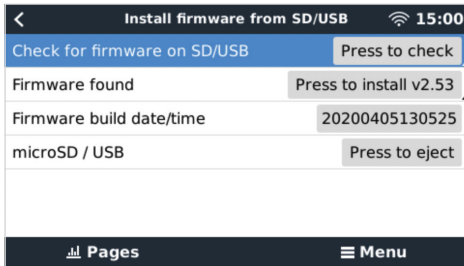 Install firmware from SD/USB 15:00
Check for firmware on SD/USB Press to check
Firmware found Press to install v2.53
Firmware build date/time 20200405130525
microSD / USB Press to eject
Pages Menu